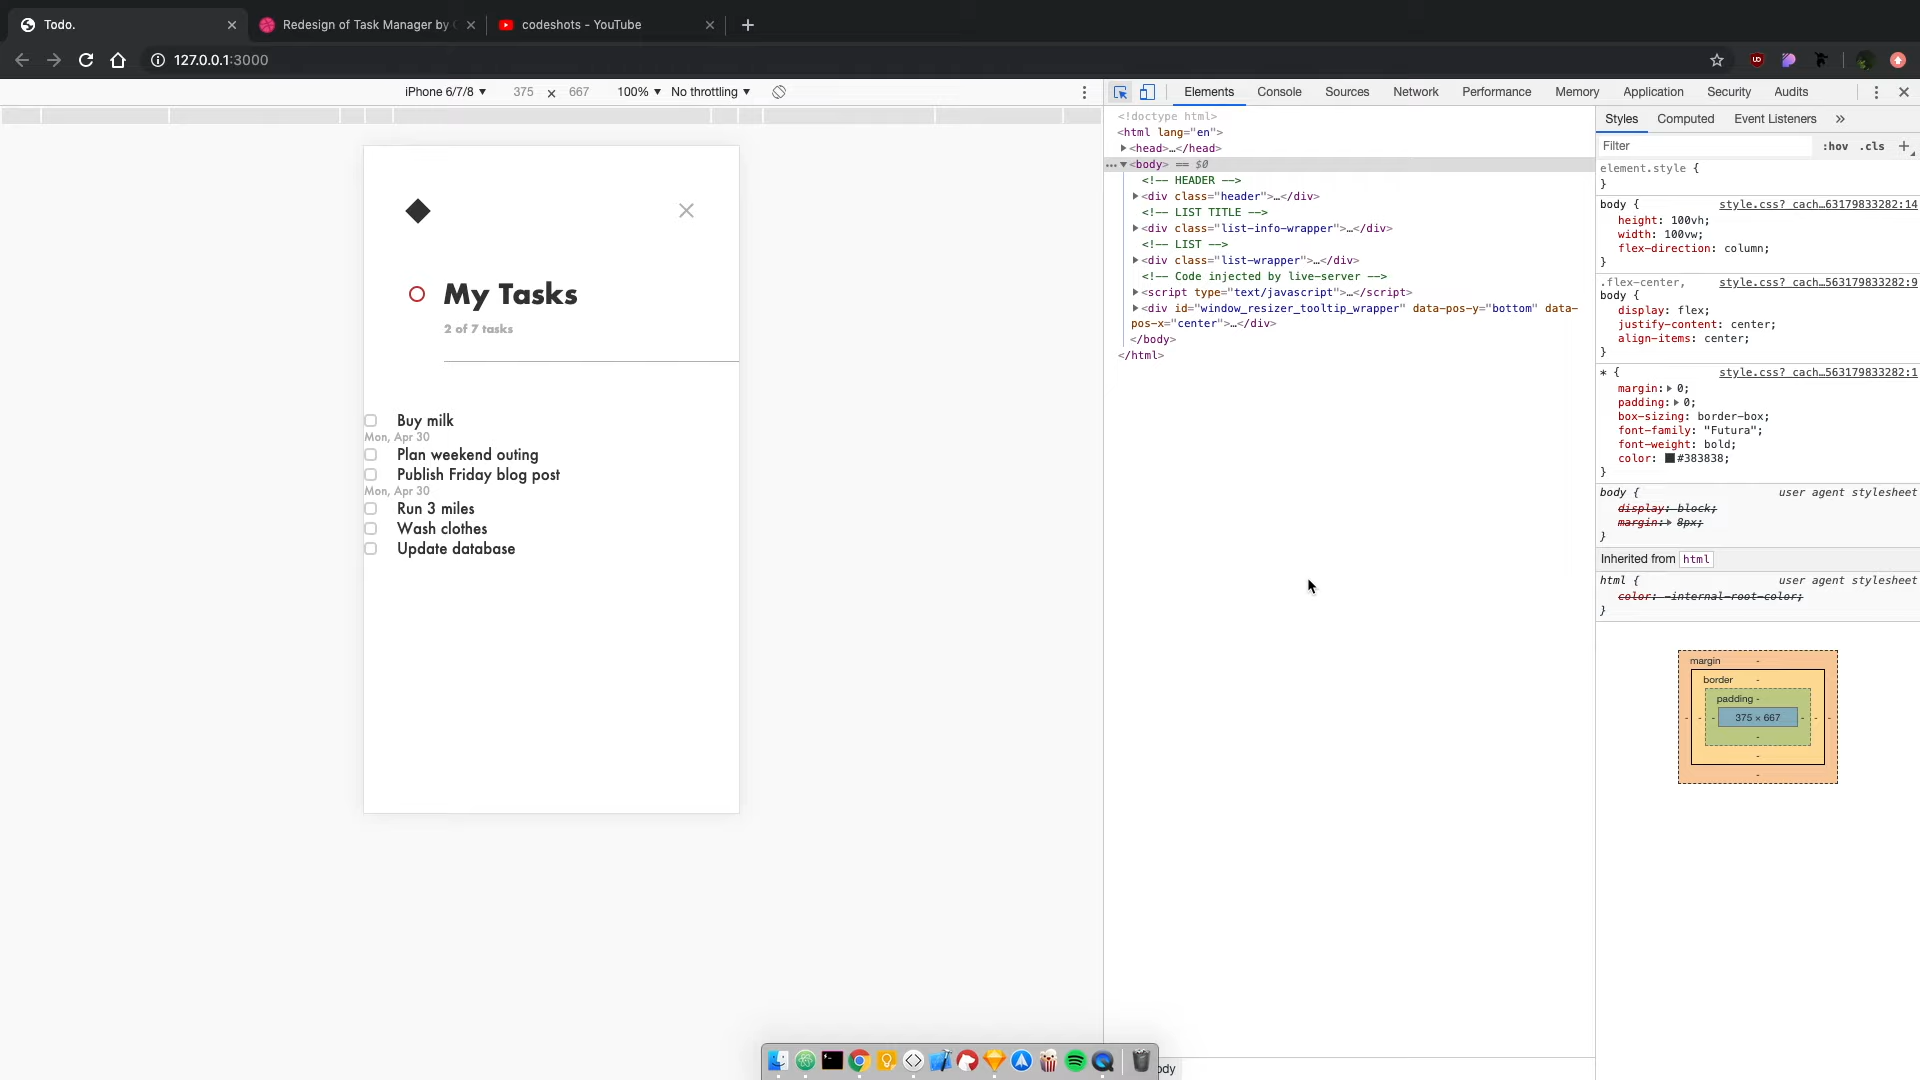 Todo.
Redesign of Task Manager by
codeshots - YouTube
127.0.0.1:3000
iPhone 6/7/8 375 × 667 100% No throttling
Elements Console Sources Network Performance Memory Application Security Audits
<!doctype html>
<html lang="en">
<head>…</head>
<body> == $0
<!-- HEADER -->
<div class="header">…</div>
<!-- LIST TITLE -->
<div class="list-info-wrapper">…</div>
<!-- LIST -->
<div class="list-wrapper">…</div>
<!-- Code injected by live-server -->
<script type="text/javascript">…</script>
<div id="window_resizer_tooltip_wrapper" data-pos-y="bottom" data-
pos-x="center">…</div>
</body>
</html>
My Tasks
2 of 7 tasks
Buy milk
Mon, Apr 30
Plan weekend outing
Publish Friday blog post
Mon, Apr 30
Run 3 miles
Wash clothes
Update database
Styles Computed Event Listeners »
Filter :hov .cls +
element.style {
}
body { style.css?_cach…63179833282:14
height: 100vh;
width: 100vw;
flex-direction: column;
}
.flex-center, style.css?_cach…563179833282:9
body {
display: flex;
justify-content: center;
align-items: center;
}
* { style.css?_cach…563179833282:1
margin: 0;
padding: 0;
box-sizing: border-box;
font-family: "Futura";
font-weight: bold;
color: #383838;
}
body { user agent stylesheet
display: block;
margin: 8px;
}
Inherited from html
html { user agent stylesheet
color: -internal-root-color;
}
margin -
border -
padding -
- - - 375 × 667 - - -
-
-
-
ody